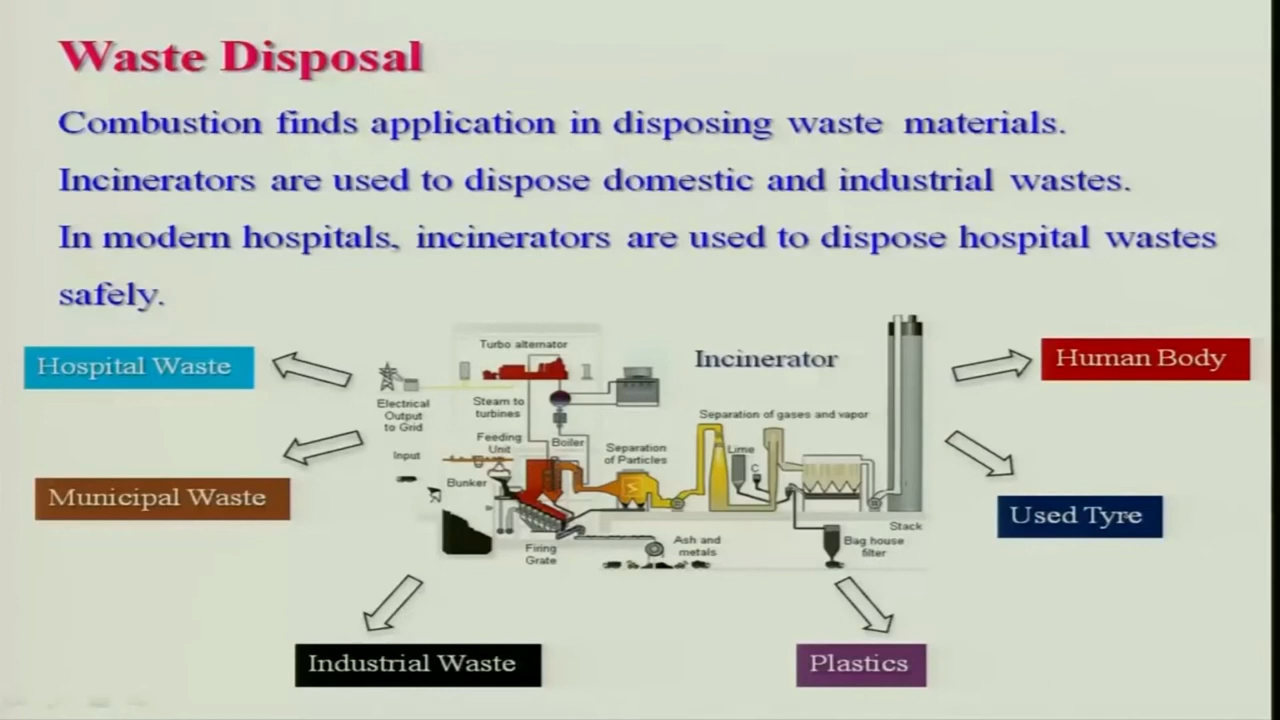 Waste Disposal
Combustion finds application in disposing waste materials.
Incinerators are used to dispose domestic and industrial wastes.
In modern hospitals, incinerators are used to dispose hospital wastes
safely.
Hospital Waste
Municipal Waste
Industrial Waste
Turbo alternator
Electrical
Output
to Grid
Steam to
turbines
Input
Feeding
Unit
Boiler
Bunker
Separation
of Particles
Firing
Grate
Ash and
metals
Incinerator
Separation of gases and vapor
Lime
C
Stack
Bag house
filter
Human Body
Used Tyre
Plastics